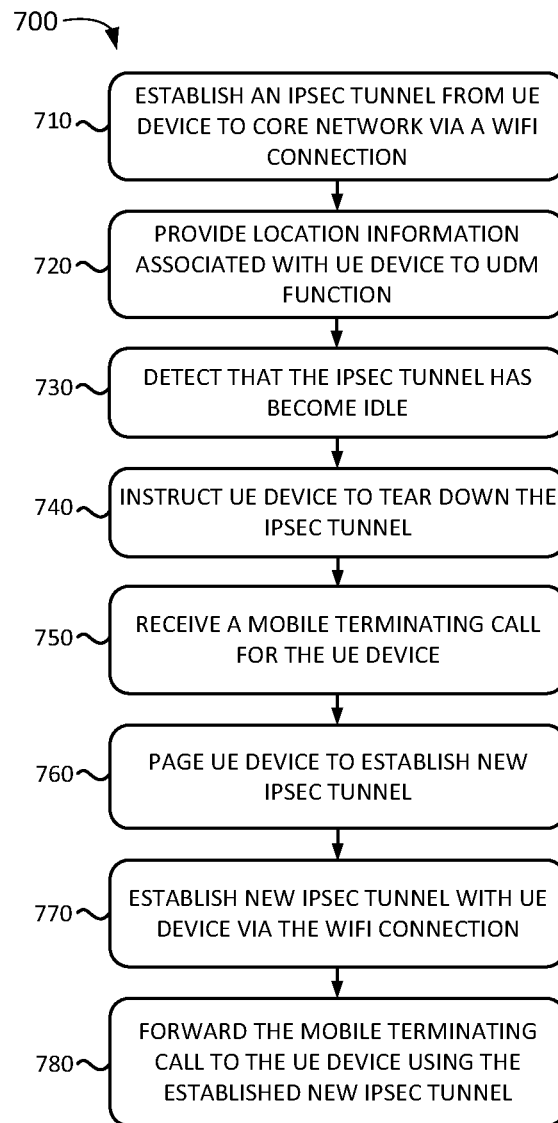 700
710
ESTABLISH AN IPSEC TUNNEL FROM UE
DEVICE TO CORE NETWORK VIA A WIFI
CONNECTION
720
PROVIDE LOCATION INFORMATION
ASSOCIATED WITH UE DEVICE TO UDM
FUNCTION
730
DETECT THAT THE IPSEC TUNNEL HAS
BECOME IDLE
740
INSTRUCT UE DEVICE TO TEAR DOWN THE
IPSEC TUNNEL
750
RECEIVE A MOBILE TERMINATING CALL
FOR THE UE DEVICE
760
PAGE UE DEVICE TO ESTABLISH NEW
IPSEC TUNNEL
770
ESTABLISH NEW IPSEC TUNNEL WITH UE
DEVICE VIA THE WIFI CONNECTION
780
FORWARD THE MOBILE TERMINATING
CALL TO THE UE DEVICE USING THE
ESTABLISHED NEW IPSEC TUNNEL